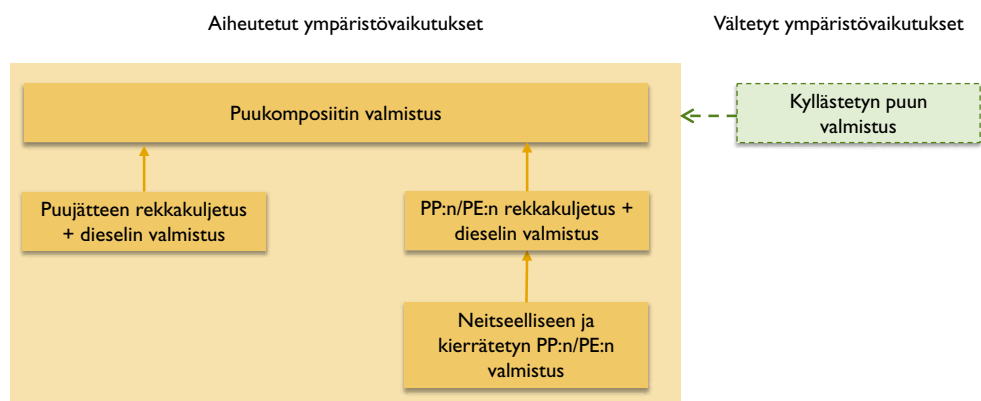 Aiheutetut ympäristövaikutukset
Vältetyt ympäristövaikutukset
Puukomposiitin valmistus
Kyllästetyn puun
valmistus
Puujätteen rekkakuljetus
+ dieselin valmistus
PP:n/PE:n rekkakuljetus +
dieselin valmistus
Neitseelliseen ja
kierrätetyn PP:n/PE:n
valmistus